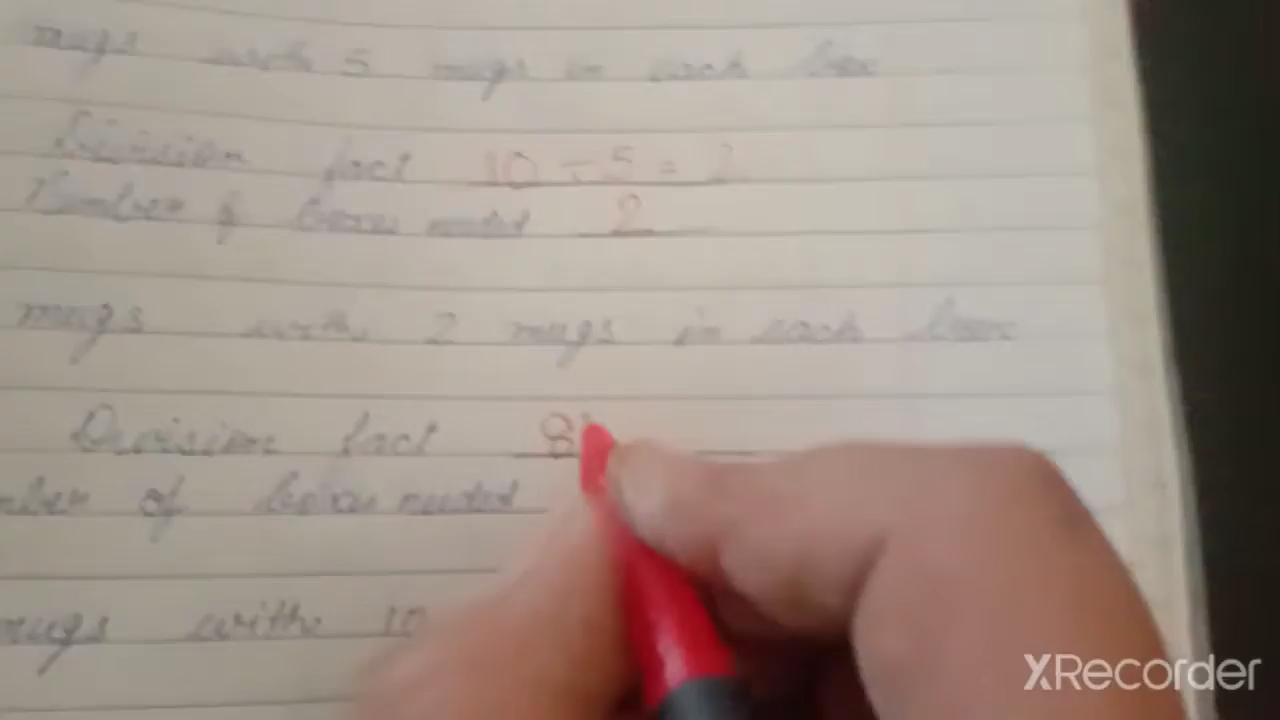 mugs with 5 mugs in each box
Division fact 10 ÷ 5 = 2
Number of boxes needed 2
mugs with 2 mugs in each box
Division fact 8
of boxes needed
mugs with 10
XRecorder